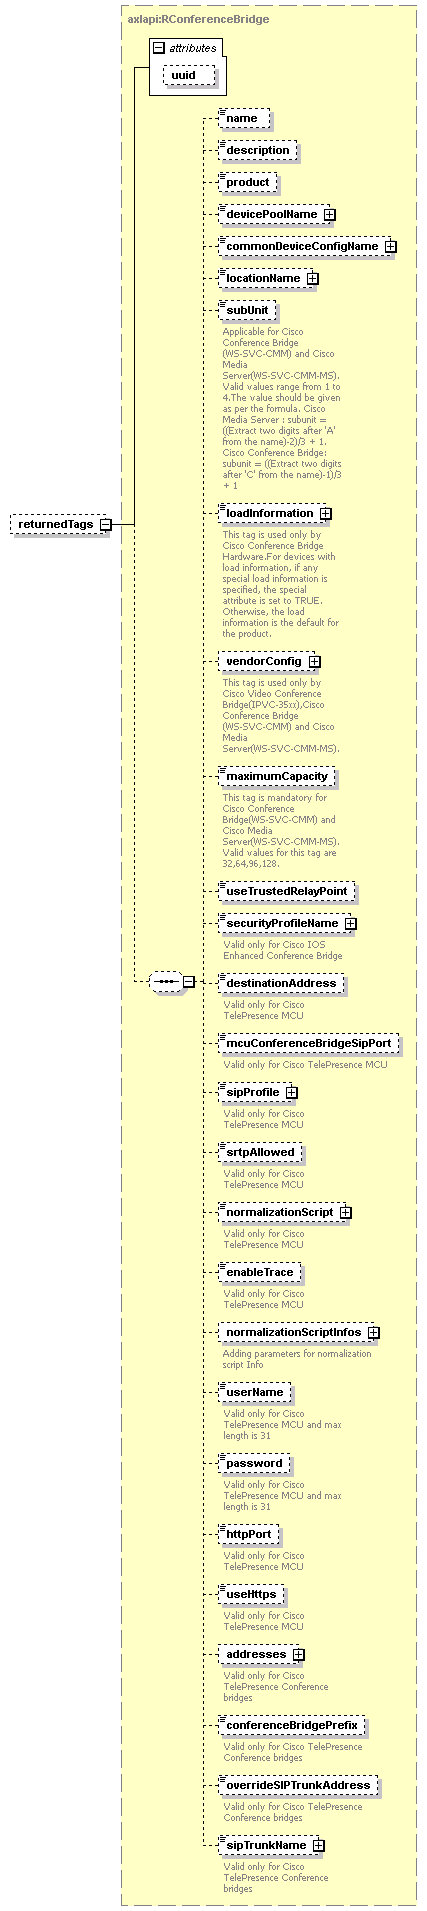 axlapi:RConferenceBridge
attributes
uuid
name
description
product
devicePoolName
commonDeviceConfigName
locationName
subUnit
Applicable for Cisco
Conference Bridge
(WS-SVC-CMM) and Cisco
Media
Server(WS-SVC-CMM-MS).
Valid values range from 1 to
4.The value should be given
as per the formula. Cisco
Media Server : subunit =
((Extract two digits after 'A'
from the name)-2)/3 + 1.
Cisco Conference Bridge:
subunit = ((Extract two digits
after 'C' from the name)-1)/3
+ 1
returnedTags
loadInformation
This tag is used only by
Cisco Conference Bridge
Hardware.For devices with
load information, if any
special load information is
specified, the special
attribute is set to TRUE.
Otherwise, the load
information is the default for
the product.
vendorConfig
This tag is used only by
Cisco Video Conference
Bridge(IPVC-35xx),Cisco
Conference Bridge
(WS-SVC-CMM) and Cisco
Media
Server(WS-SVC-CMM-MS).
maximumCapacity
This tag is mandatory for
Cisco Conference
Bridge(WS-SVC-CMM) and
Cisco Media
Server(WS-SVC-CMM-MS).
Valid values for this tag are
32,64,96,128.
useTrustedRelayPoint
securityProfileName
Valid only for Cisco IOS
Enhanced Conference Bridge
destinationAddress
Valid only for Cisco
TelePresence MCU
mcuConferenceBridgeSipPort
Valid only for Cisco TelePresence MCU
sipProfile
Valid only for Cisco
TelePresence MCU
srtpAllowed
Valid only for Cisco
TelePresence MCU
normalizationScript
Valid only for Cisco
TelePresence MCU
enableTrace
Valid only for Cisco
TelePresence MCU
normalizationScriptInfos
Adding parameters for normalization
script Info
userName
Valid only for Cisco
TelePresence MCU and max
length is 31
password
Valid only for Cisco
TelePresence MCU and max
length is 31
httpPort
Valid only for Cisco
TelePresence MCU
useHttps
Valid only for Cisco
TelePresence MCU
addresses
Valid only for Cisco
TelePresence Conference
bridges
conferenceBridgePrefix
Valid only for Cisco TelePresence
Conference bridges
overrideSIPTrunkAddress
Valid only for Cisco TelePresence
Conference bridges
sipTrunkName
Valid only for Cisco
TelePresence Conference
bridges